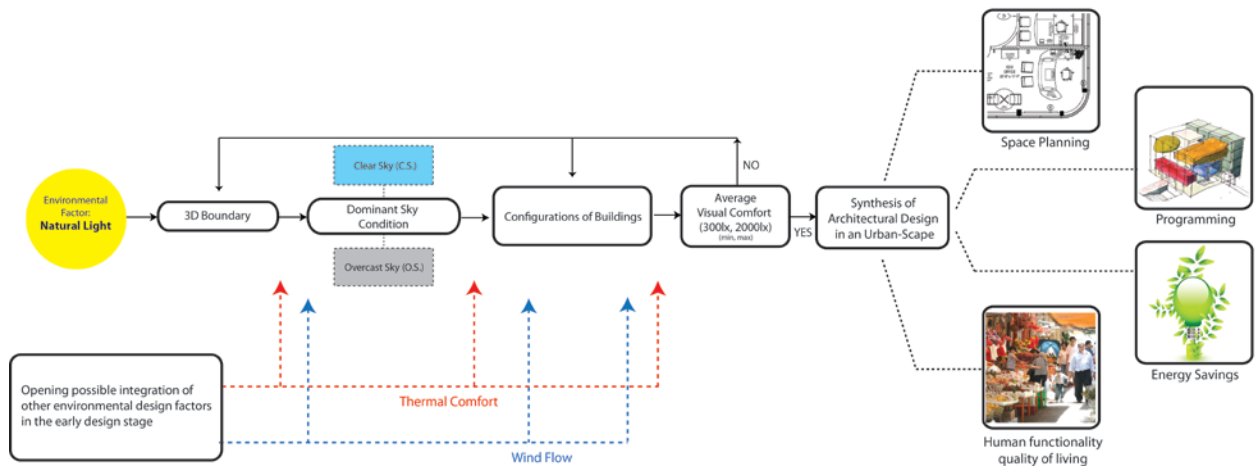 Environmental
Factor:
Natural Light
3D Boundary
Clear Sky (C.S.)
Dominant Sky
Condition
Overcast Sky (O.S.)
Configurations of Buildings
NO
Average
Visual Comfort
(300lx, 2000lx)
(min, max)
YES
Synthesis of
Architectural Design
in an Urban-Scape
Space Planning
Programming
Energy Savings
Human functionality
quality of living
Opening possible integration of
other environmental design factors
in the early design stage
Thermal Comfort
Wind Flow